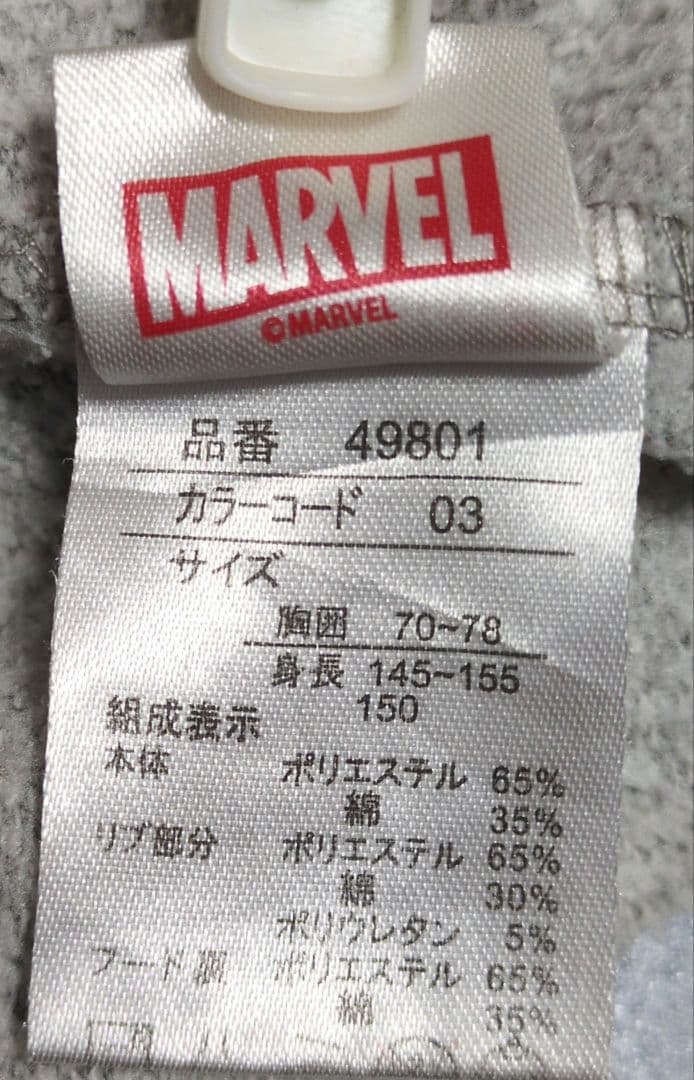 MARVEL
©MARVEL
品番 49801
カラーコード 03
サイズ
胸囲 70~78
身長 145~155
150
組成表示
本体 ポリエステル 65%
綿 35%
リブ部分 ポリエステル 65%
綿 30%
ポリウレタン 5%
フード裏 ポリエステル 65%
綿 35%